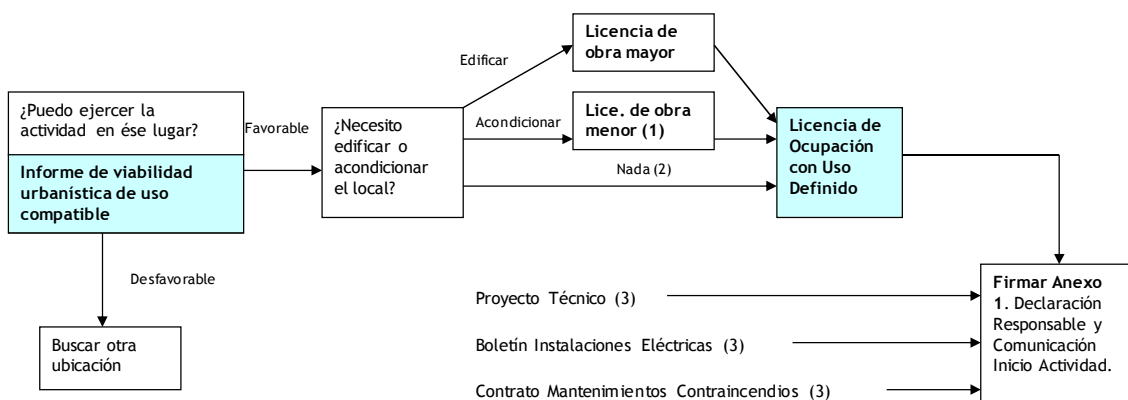 ¿Puedo ejercer la
actividad en ése lugar?
Informe de viabilidad
urbanística de uso
compatible
Favorable
Desfavorable
Buscar otra
ubicación
¿Necesito
edificar o
acondicionar
el local?
Edificar
Acondicionar
Nada (2)
Licencia de
obra mayor
Lice. de obra
menor (1)
Licencia de
Ocupación
con Uso
Definido
Proyecto Técnico (3)
Boletín Instalaciones Eléctricas (3)
Contrato Mantenimientos Contraincendios (3)
Firmar Anexo
1. Declaración
Responsable y
Comunicación
Inicio Actividad.